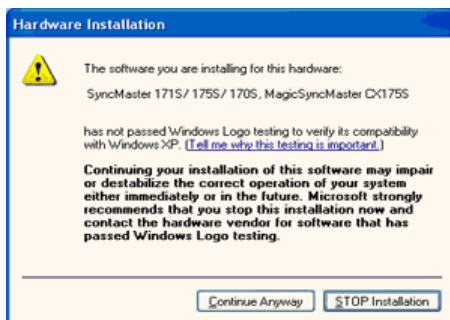 Hardware Installation
The software you are installing for this hardware:
SyncMaster 171S/ 175S/ 170S, MagicSyncMaster CX175S
has not passed Windows Logo testing to verify its compatibility
with Windows XP. (Tell me why this testing is important.)
Continuing your installation of this software may impair
or destabilize the correct operation of your system
either immediately or in the future. Microsoft strongly
recommends that you stop this installation now and
contact the hardware vendor for software that has
passed Windows Logo testing.
Continue Anyway STOP Installation